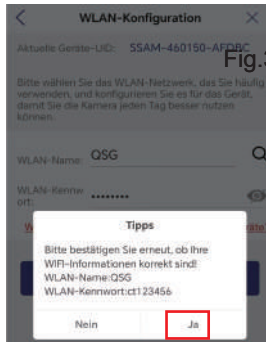 WLAN-Konfiguration
Aktuelle Geräte-UID: SSAM-460150-AFDBC
Fig.3
Bitte wählen Sie das WLAN-Netzwerk, das Sie häufig
verwenden, und konfigurieren Sie es für das Gerät,
damit Sie die Kamera jeden Tag besser nutzen
können.
WLAN-Name: QSG
WLAN-Kennw
ort: ••••••••
Tipps
Bitte bestätigen Sie erneut, ob Ihre
WIFI-Informationen korrekt sind!
WLAN-Name:QSG
WLAN-Kennwort:ct123456
Nein Ja